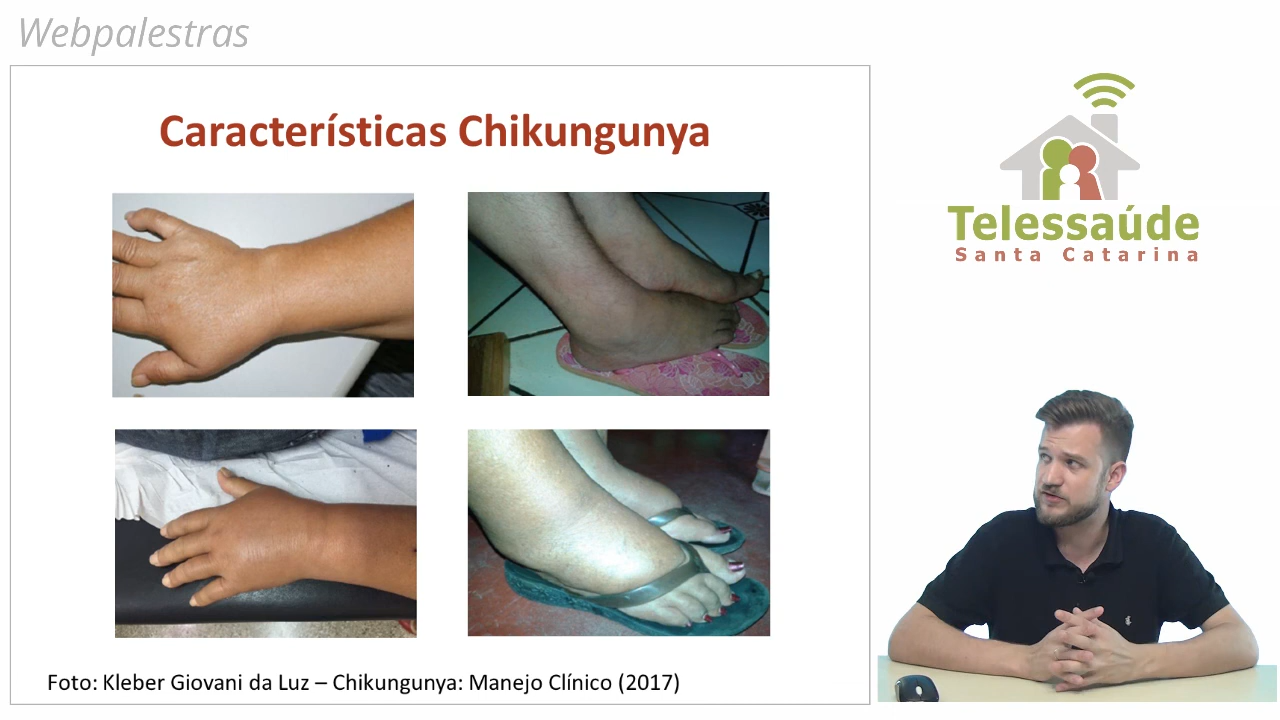 Webpalestras
Características Chikungunya
Telessaúde
Santa Catarina
Foto: Kleber Giovani da Luz – Chikungunya: Manejo Clínico (2017)